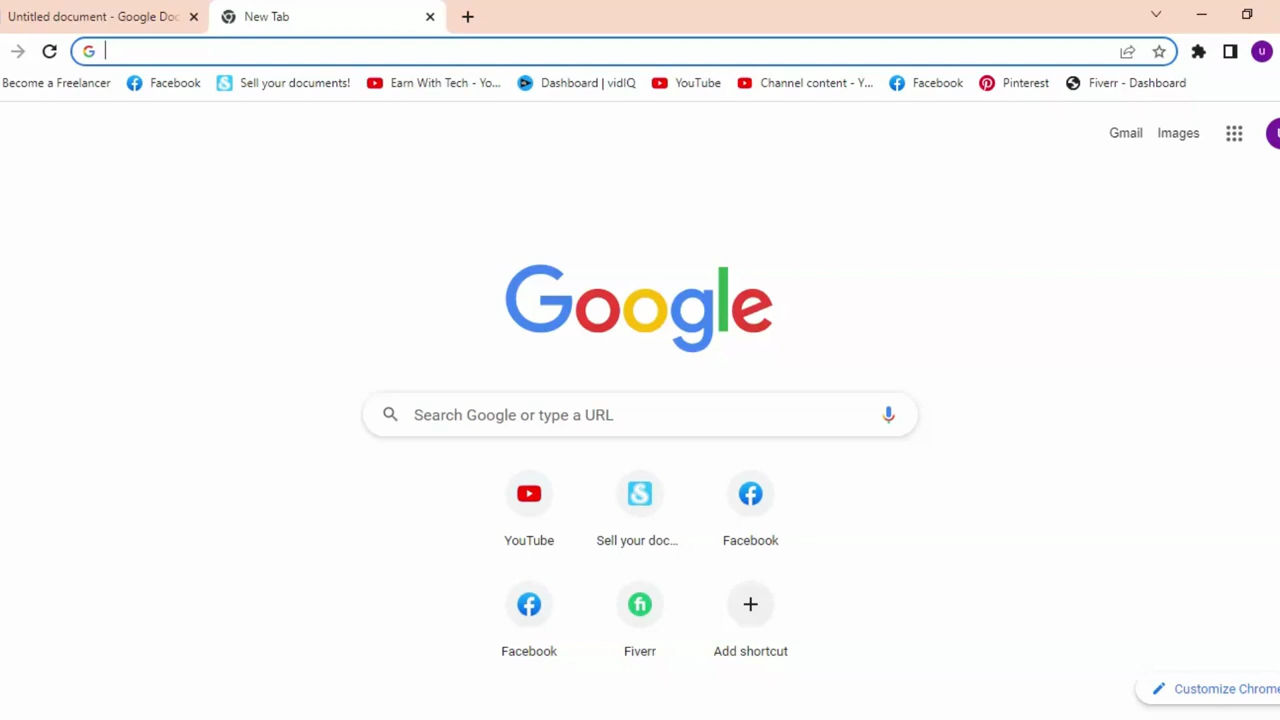 Untitled document - Google Doc
New Tab
u
Become a Freelancer
Facebook
Sell your documents!
Earn With Tech - Yo...
Dashboard | vidIQ
YouTube
Channel content - Y...
Facebook
Pinterest
Fiverr - Dashboard
Gmail
Images
Google
Search Google or type a URL
YouTube
Sell your doc...
Facebook
Facebook
fi
Fiverr
Add shortcut
Customize Chrome